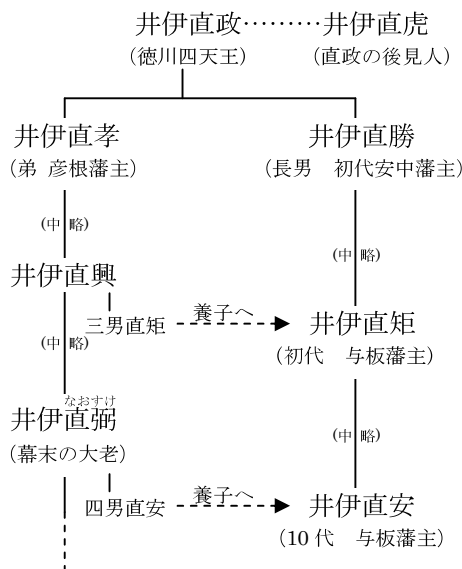 井伊直政………井伊直虎
(徳川四天王) (直政の後見人)
井伊直孝 井伊直勝
(弟 彦根藩主) (長男 初代安中藩主)
(中 略)
(中 略)
井伊直興
三男直矩 養子へ 井伊直矩
(中 略)
(初代 与板藩主)
なおすけ
井伊直弼
(幕末の大老)
(中 略)
四男直安 養子へ 井伊直安
(10代 与板藩主)